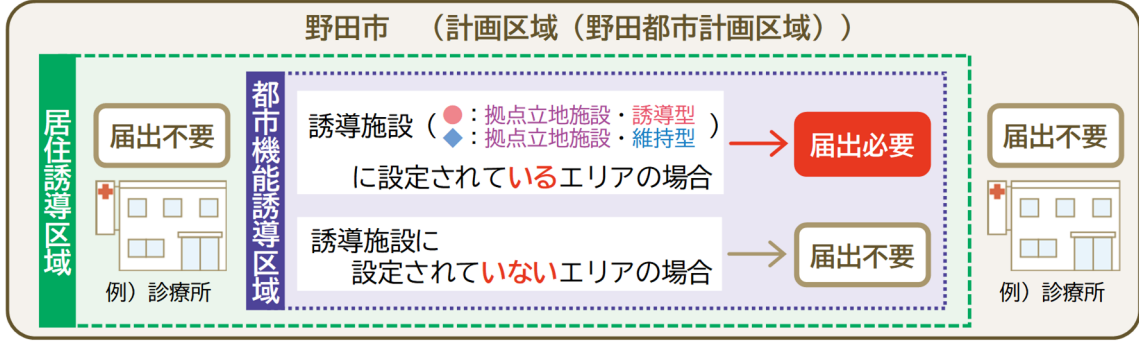 野田市　（計画区域（野田都市計画区域））
居住誘導区域
届出不要
例）診療所
都市機能誘導区域
誘導施設（●：拠点立地施設・誘導型
◆：拠点立地施設・維持型）
に設定されているエリアの場合
届出必要
誘導施設に
設定されていないエリアの場合
届出不要
届出不要
例）診療所